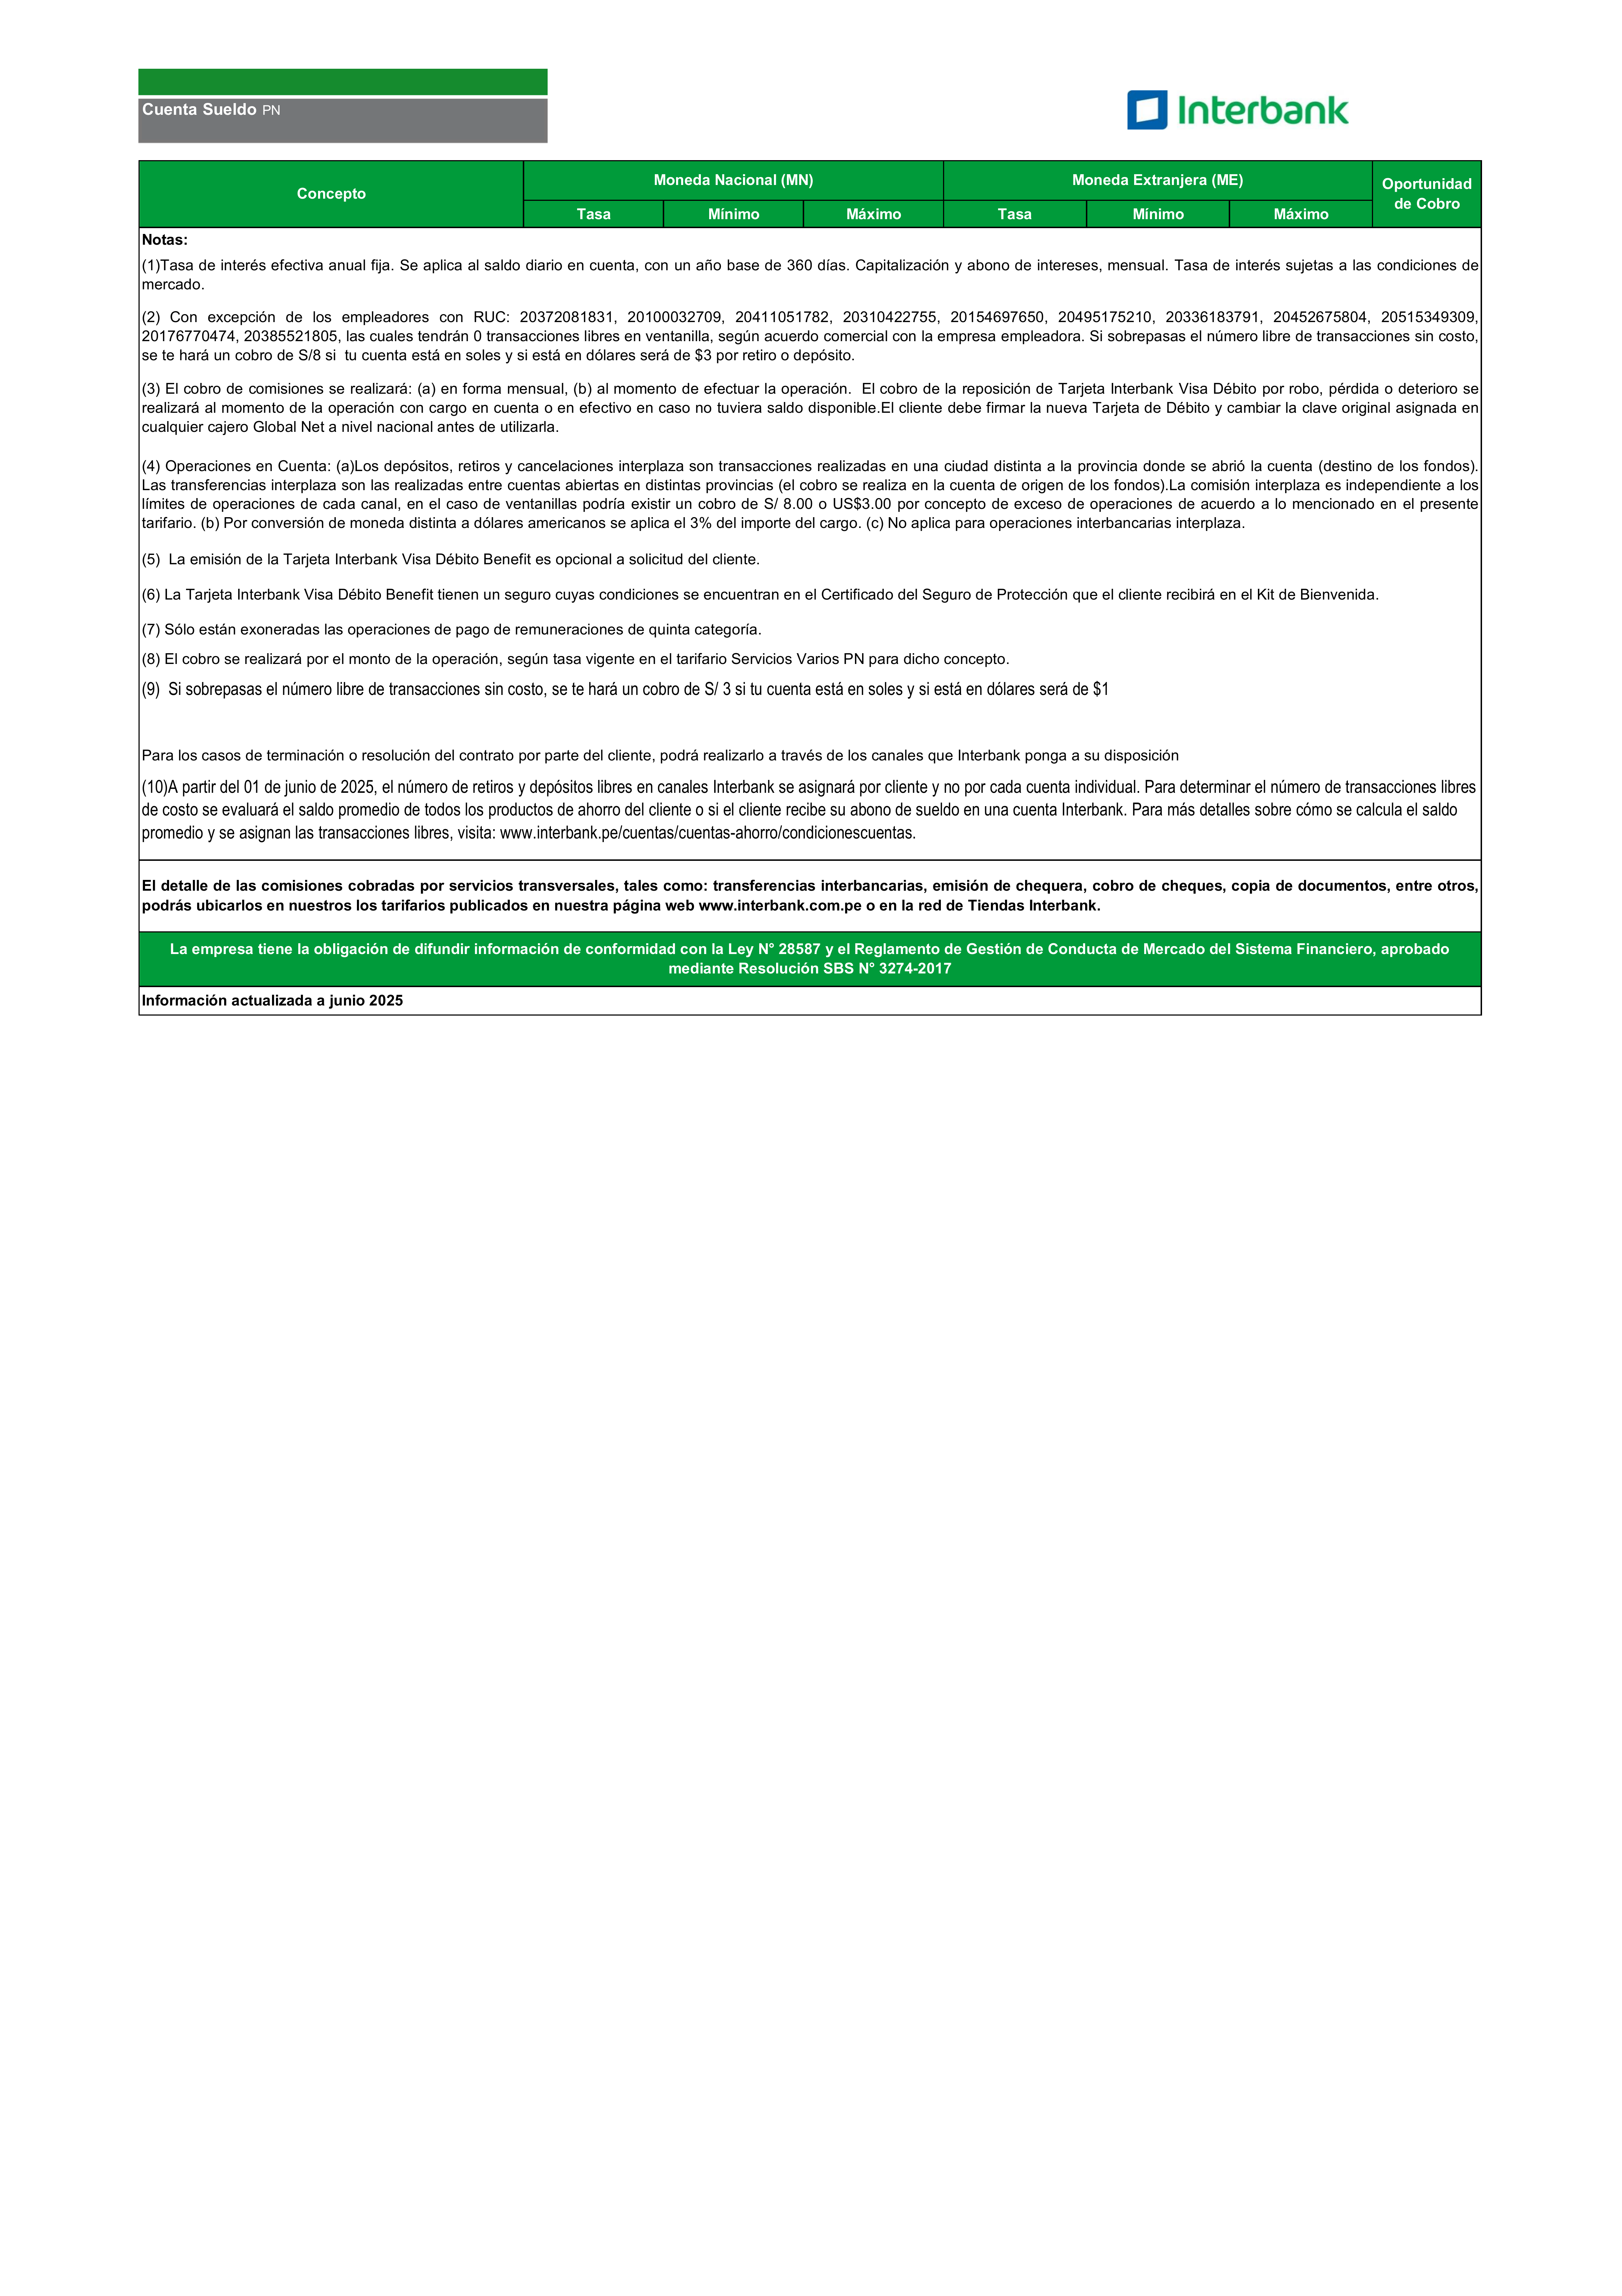 Cuenta Sueldo PN
Interbank
Concepto
Moneda Nacional (MN)
Moneda Extranjera (ME)
Oportunidad
de Cobro
Tasa
Mínimo
Máximo
Tasa
Mínimo
Máximo
Notas:
(1)Tasa de interés efectiva anual fija. Se aplica al saldo diario en cuenta, con un año base de 360 días. Capitalización y abono de intereses, mensual. Tasa de interés sujetas a las condiciones de
mercado.
(2) Con excepción de los empleadores con RUC: 20372081831, 20100032709, 20411051782, 20310422755, 20154697650, 20495175210, 20336183791, 20452675804, 20515349309,
20176770474, 20385521805, las cuales tendrán 0 transacciones libres en ventanilla, según acuerdo comercial con la empresa empleadora. Si sobrepasas el número libre de transacciones sin costo,
se te hará un cobro de S/8 si  tu cuenta está en soles y si está en dólares será de $3 por retiro o depósito.
(3) El cobro de comisiones se realizará: (a) en forma mensual, (b) al momento de efectuar la operación.  El cobro de la reposición de Tarjeta Interbank Visa Débito por robo, pérdida o deterioro se
realizará al momento de la operación con cargo en cuenta o en efectivo en caso no tuviera saldo disponible.El cliente debe firmar la nueva Tarjeta de Débito y cambiar la clave original asignada en
cualquier cajero Global Net a nivel nacional antes de utilizarla.
(4) Operaciones en Cuenta: (a)Los depósitos, retiros y cancelaciones interplaza son transacciones realizadas en una ciudad distinta a la provincia donde se abrió la cuenta (destino de los fondos).
Las transferencias interplaza son las realizadas entre cuentas abiertas en distintas provincias (el cobro se realiza en la cuenta de origen de los fondos).La comisión interplaza es independiente a los
límites de operaciones de cada canal, en el caso de ventanillas podría existir un cobro de S/ 8.00 o US$3.00 por concepto de exceso de operaciones de acuerdo a lo mencionado en el presente
tarifario. (b) Por conversión de moneda distinta a dólares americanos se aplica el 3% del importe del cargo. (c) No aplica para operaciones interbancarias interplaza.
(5)  La emisión de la Tarjeta Interbank Visa Débito Benefit es opcional a solicitud del cliente.
(6) La Tarjeta Interbank Visa Débito Benefit tienen un seguro cuyas condiciones se encuentran en el Certificado del Seguro de Protección que el cliente recibirá en el Kit de Bienvenida.
(7) Sólo están exoneradas las operaciones de pago de remuneraciones de quinta categoría.
(8) El cobro se realizará por el monto de la operación, según tasa vigente en el tarifario Servicios Varios PN para dicho concepto.
(9)  Si sobrepasas el número libre de transacciones sin costo, se te hará un cobro de S/ 3 si tu cuenta está en soles y si está en dólares será de $1
Para los casos de terminación o resolución del contrato por parte del cliente, podrá realizarlo a través de los canales que Interbank ponga a su disposición
(10)A partir del 01 de junio de 2025, el número de retiros y depósitos libres en canales Interbank se asignará por cliente y no por cada cuenta individual. Para determinar el número de transacciones libres
de costo se evaluará el saldo promedio de todos los productos de ahorro del cliente o si el cliente recibe su abono de sueldo en una cuenta Interbank. Para más detalles sobre cómo se calcula el saldo
promedio y se asignan las transacciones libres, visita: www.interbank.pe/cuentas/cuentas-ahorro/condicionescuentas.
El detalle de las comisiones cobradas por servicios transversales, tales como: transferencias interbancarias, emisión de chequera, cobro de cheques, copia de documentos, entre otros,
podrás ubicarlos en nuestros los tarifarios publicados en nuestra página web www.interbank.com.pe o en la red de Tiendas Interbank.
La empresa tiene la obligación de difundir información de conformidad con la Ley N° 28587 y el Reglamento de Gestión de Conducta de Mercado del Sistema Financiero, aprobado
mediante Resolución SBS N° 3274-2017
Información actualizada a junio 2025